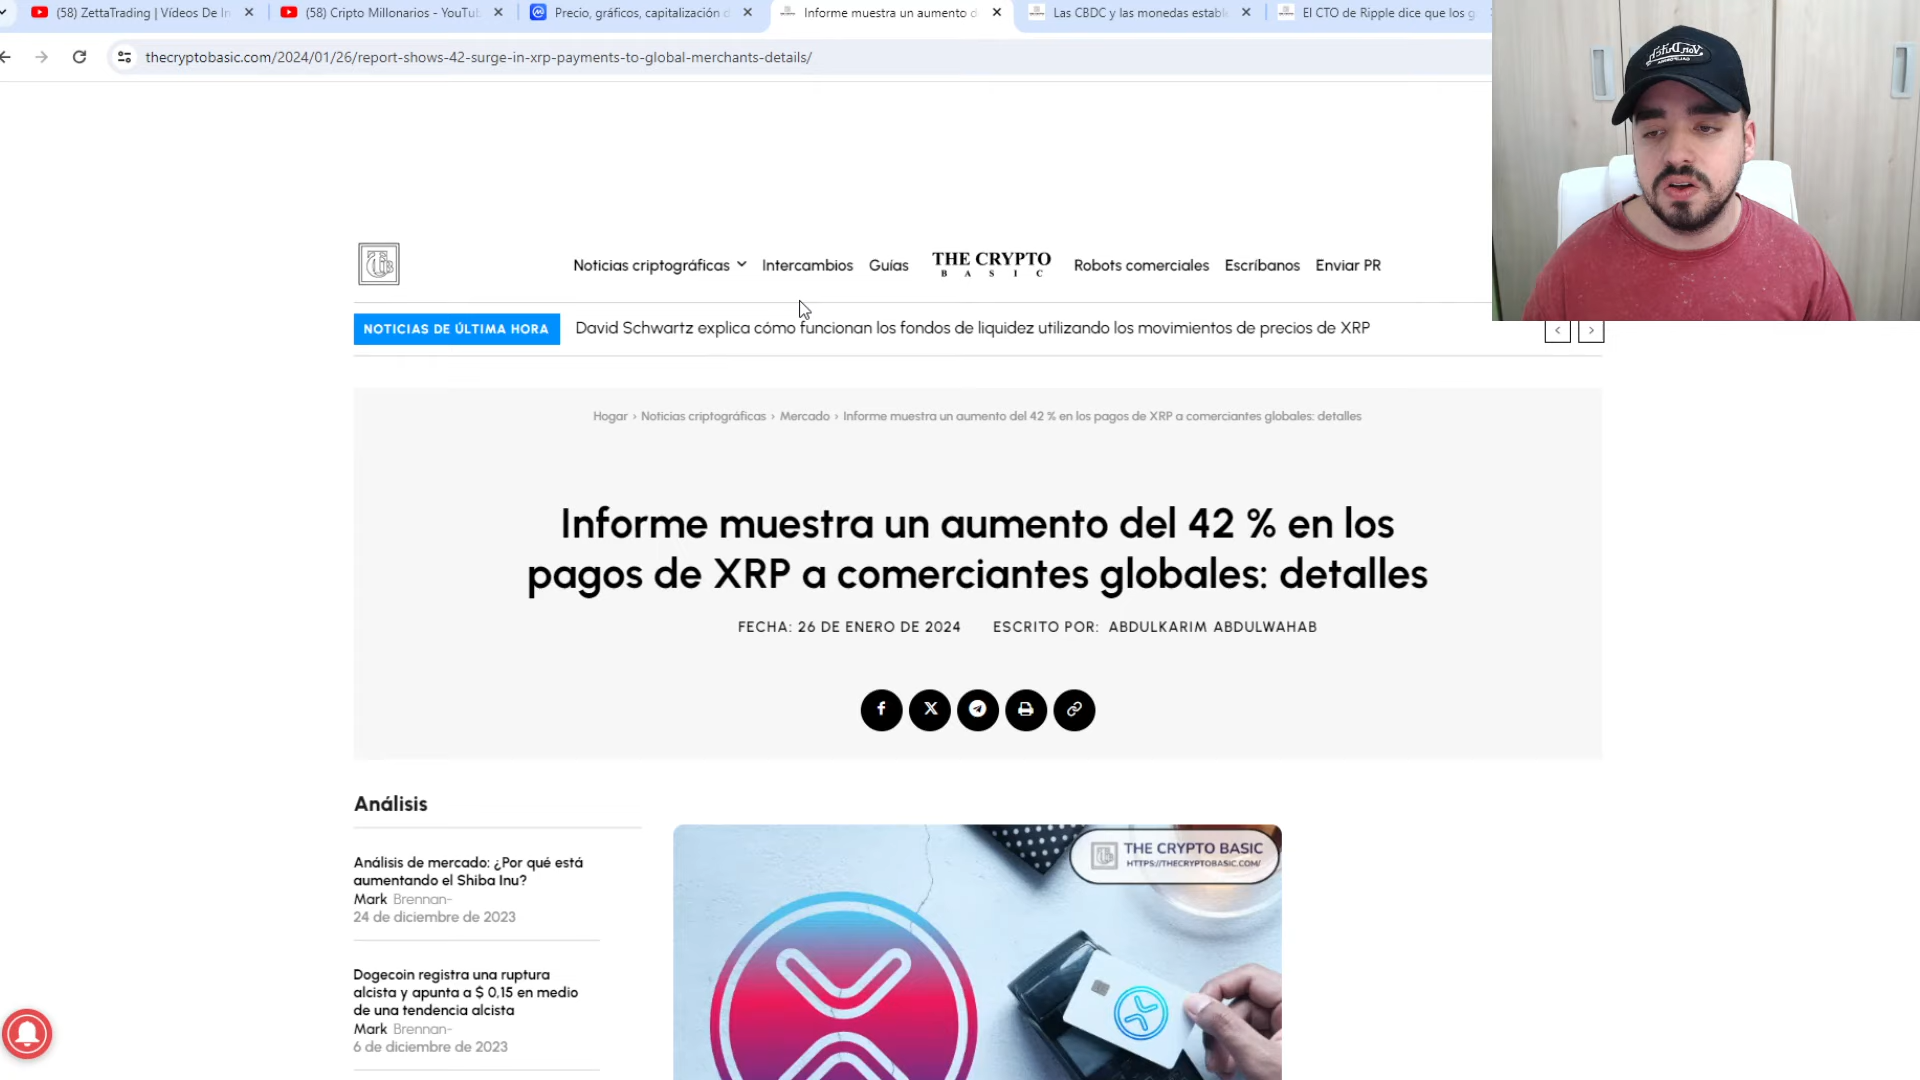 (58) ZettaTrading | Vídeos De In
(58) Cripto Millonarios - YouTub
Precio, gráficos, capitalización d
Informe muestra un aumento d
Las CBDC y las monedas establ
El CTO de Ripple dice que los g
thecryptobasic.com/2024/01/26/report-shows-42-surge-in-xrp-payments-to-global-merchants-details/
Noticias criptográficas
Intercambios
Guías
THE CRYPTO
BASIC
Robots comerciales
Escríbanos
Enviar PR
NOTICIAS DE ÚLTIMA HORA
David Schwartz explica cómo funcionan los fondos de liquidez utilizando los movimientos de precios de XRP
Hogar › Noticias criptográficas › Mercado › Informe muestra un aumento del 42 % en los pagos de XRP a comerciantes globales: detalles
Informe muestra un aumento del 42 % en los
pagos de XRP a comerciantes globales: detalles
FECHA: 26 DE ENERO DE 2024 ESCRITO POR: ABDULKARIM ABDULWAHAB
Análisis
Análisis de mercado: ¿Por qué está
aumentando el Shiba Inu?
Mark Brennan-
24 de diciembre de 2023
Dogecoin registra una ruptura
alcista y apunta a $ 0,15 en medio
de una tendencia alcista
Mark Brennan-
6 de diciembre de 2023
THE CRYPTO BASIC
HTTPS://THECRYPTOBASIC.COM/